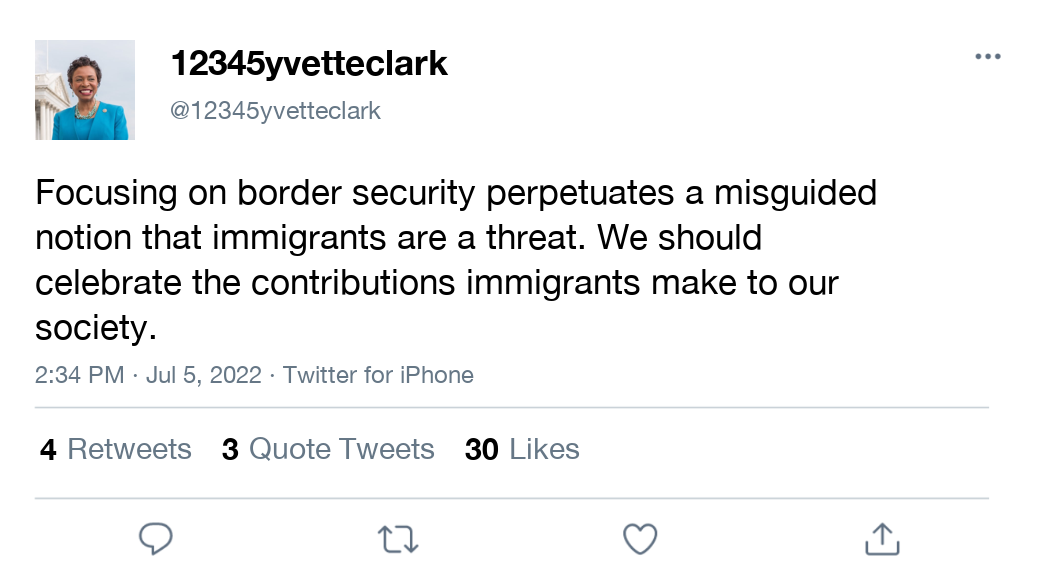 12345yvetteclark
@12345yvetteclark
Focusing on border security perpetuates a misguided
notion that immigrants are a threat. We should
celebrate the contributions immigrants make to our
society.
2:34 PM · Jul 5, 2022 · Twitter for iPhone
4 Retweets 3 Quote Tweets 30 Likes